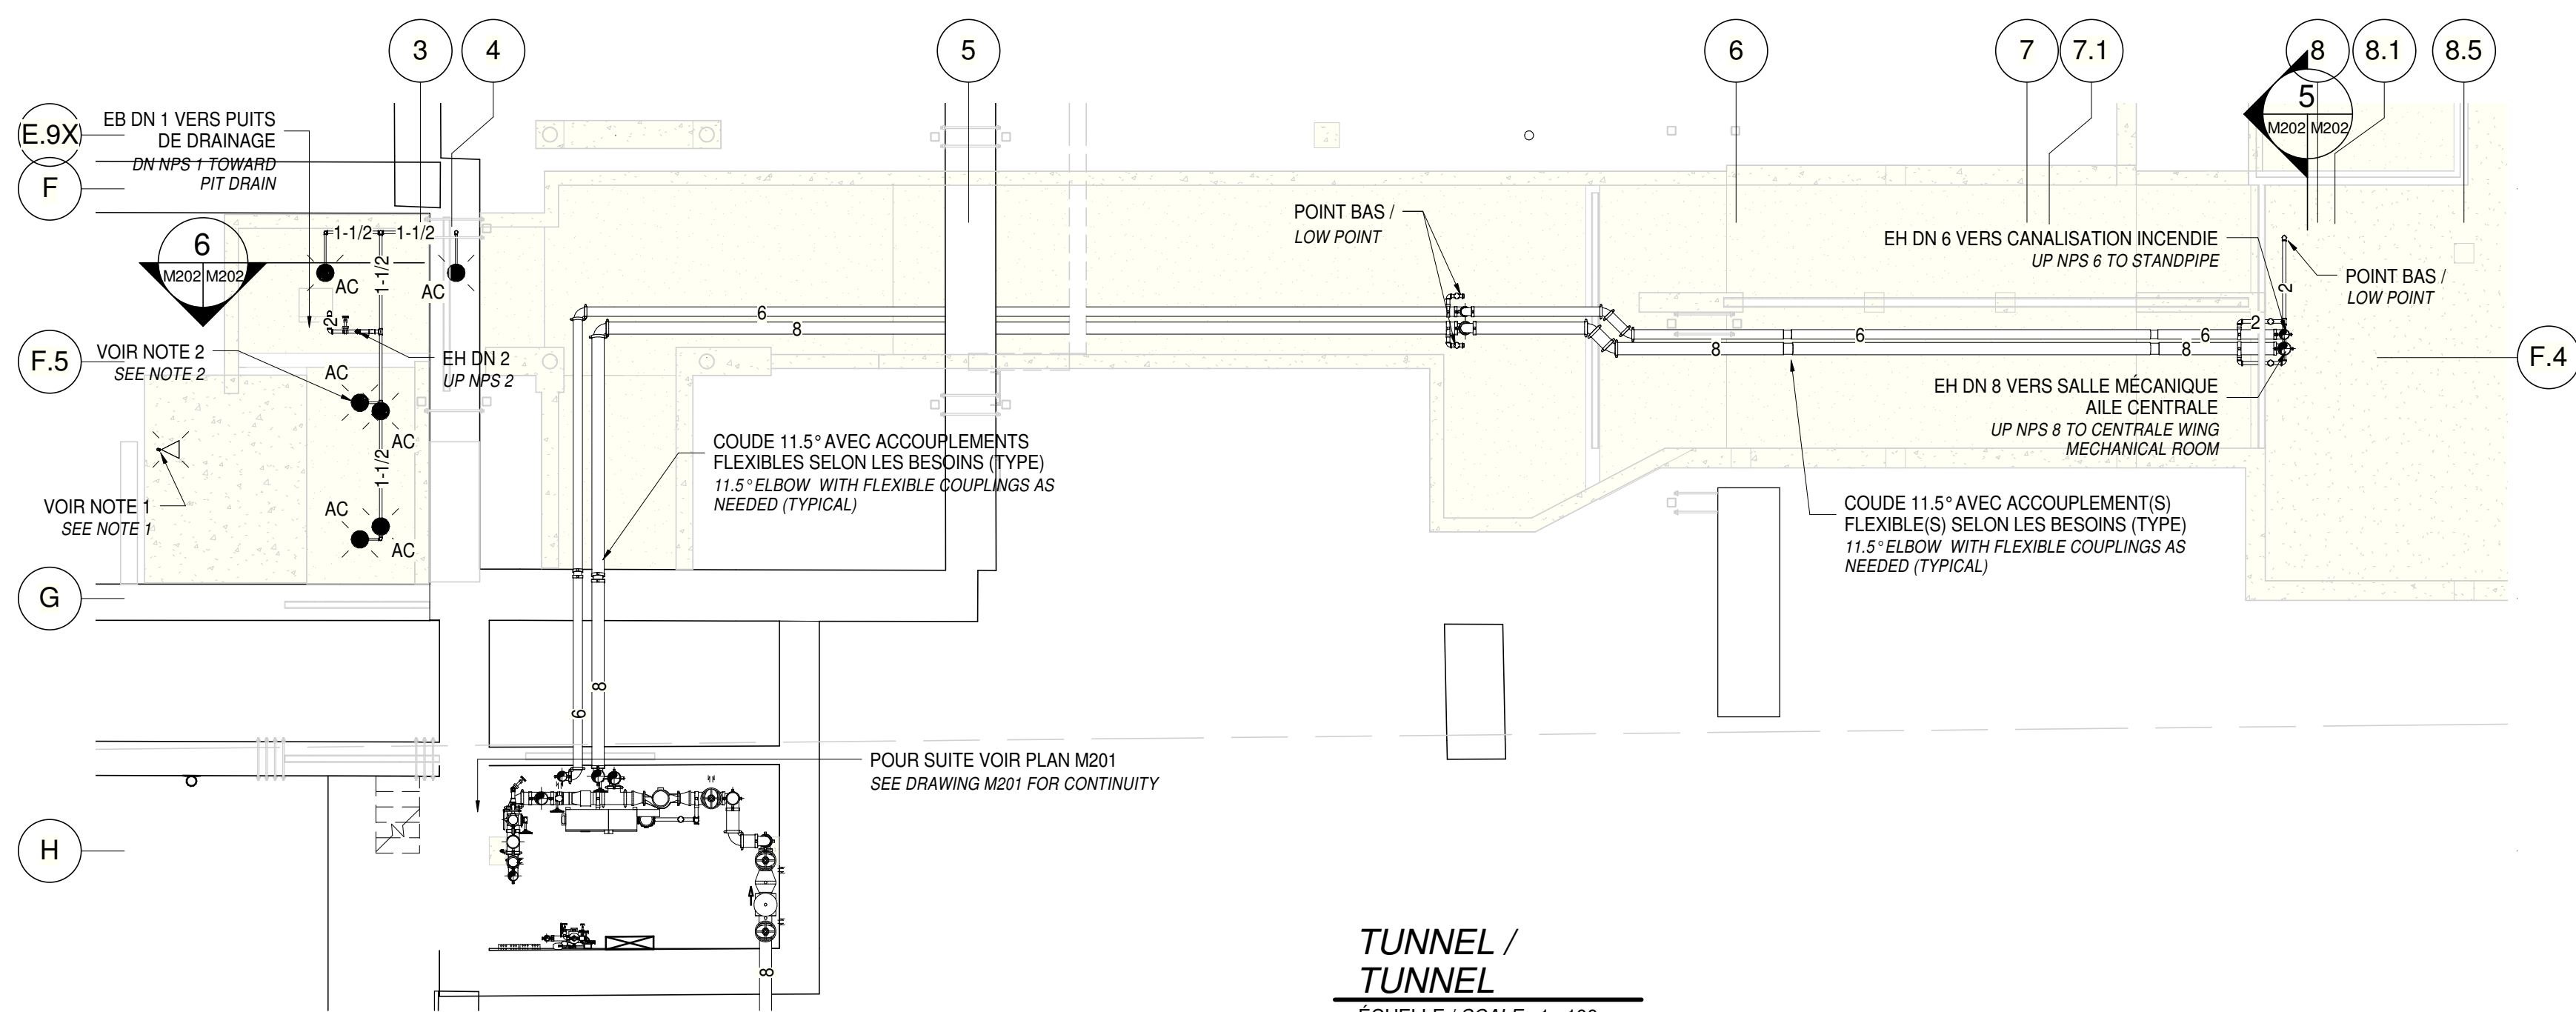 3
4
5
6
7
7.1
8
8.1
8.5
5
M202 M202
E.9X
F
F.5
G
H
F.4
EB DN 1 VERS PUITS
DE DRAINAGE
DN NPS 1 TOWARD
PIT DRAIN
6
M202 M202
1-1/2
1-1/2
1-1/2
AC
AC
2
EH DN 2
UP NPS 2
VOIR NOTE 2
SEE NOTE 2
AC
AC
1-1/2
VOIR NOTE 1
SEE NOTE 1
AC
AC
POINT BAS /
LOW POINT
6
8
EH DN 6 VERS CANALISATION INCENDIE
UP NPS 6 TO STANDPIPE
POINT BAS /
LOW POINT
2
2
6
8
6
8
EH DN 8 VERS SALLE MÉCANIQUE
AILE CENTRALE
UP NPS 8 TO CENTRALE WING
MECHANICAL ROOM
COUDE 11.5° AVEC ACCOUPLEMENTS
FLEXIBLES SELON LES BESOINS (TYPE)
11.5° ELBOW WITH FLEXIBLE COUPLINGS AS
NEEDED (TYPICAL)
COUDE 11.5° AVEC ACCOUPLEMENT(S)
FLEXIBLE(S) SELON LES BESOINS (TYPE)
11.5° ELBOW WITH FLEXIBLE COUPLINGS AS
NEEDED (TYPICAL)
8
6
POUR SUITE VOIR PLAN M201
SEE DRAWING M201 FOR CONTINUITY
8
TUNNEL /
TUNNEL
ÉCHELLE / SCALE